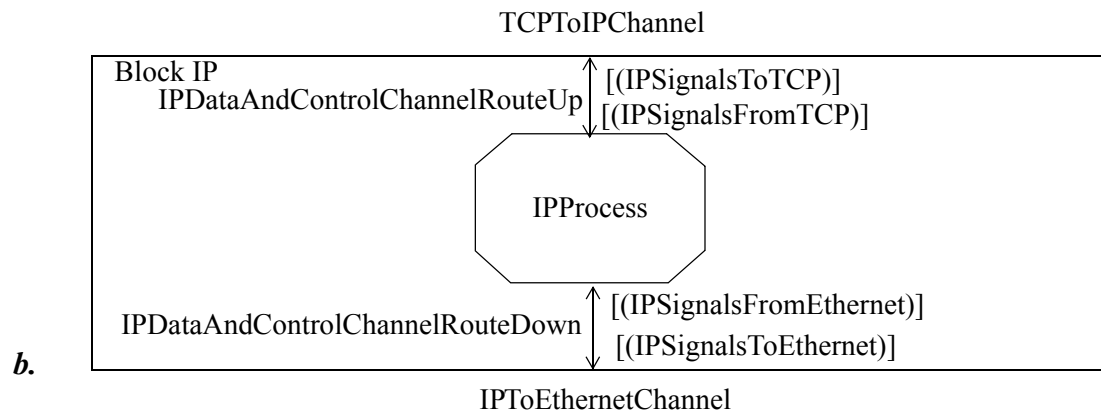 TCPToIPChannel
Block IP
IPDataAndControlChannelRouteUp
[(IPSignalsToTCP)]
[(IPSignalsFromTCP)]
IPProcess
IPDataAndControlChannelRouteDown
[(IPSignalsFromEthernet)]
[(IPSignalsToEthernet)]
b.
IPToEthernetChannel